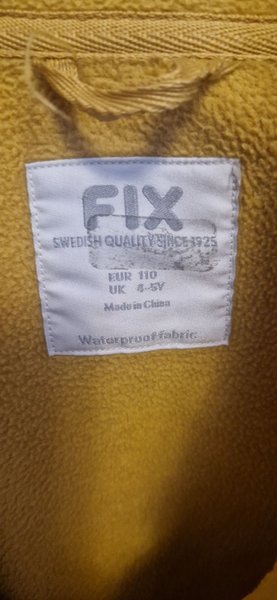 FIX
SWEDISH QUALITY SINCE 1925
EUR 110
UK 4-5Y
Made in China
Waterproof fabric